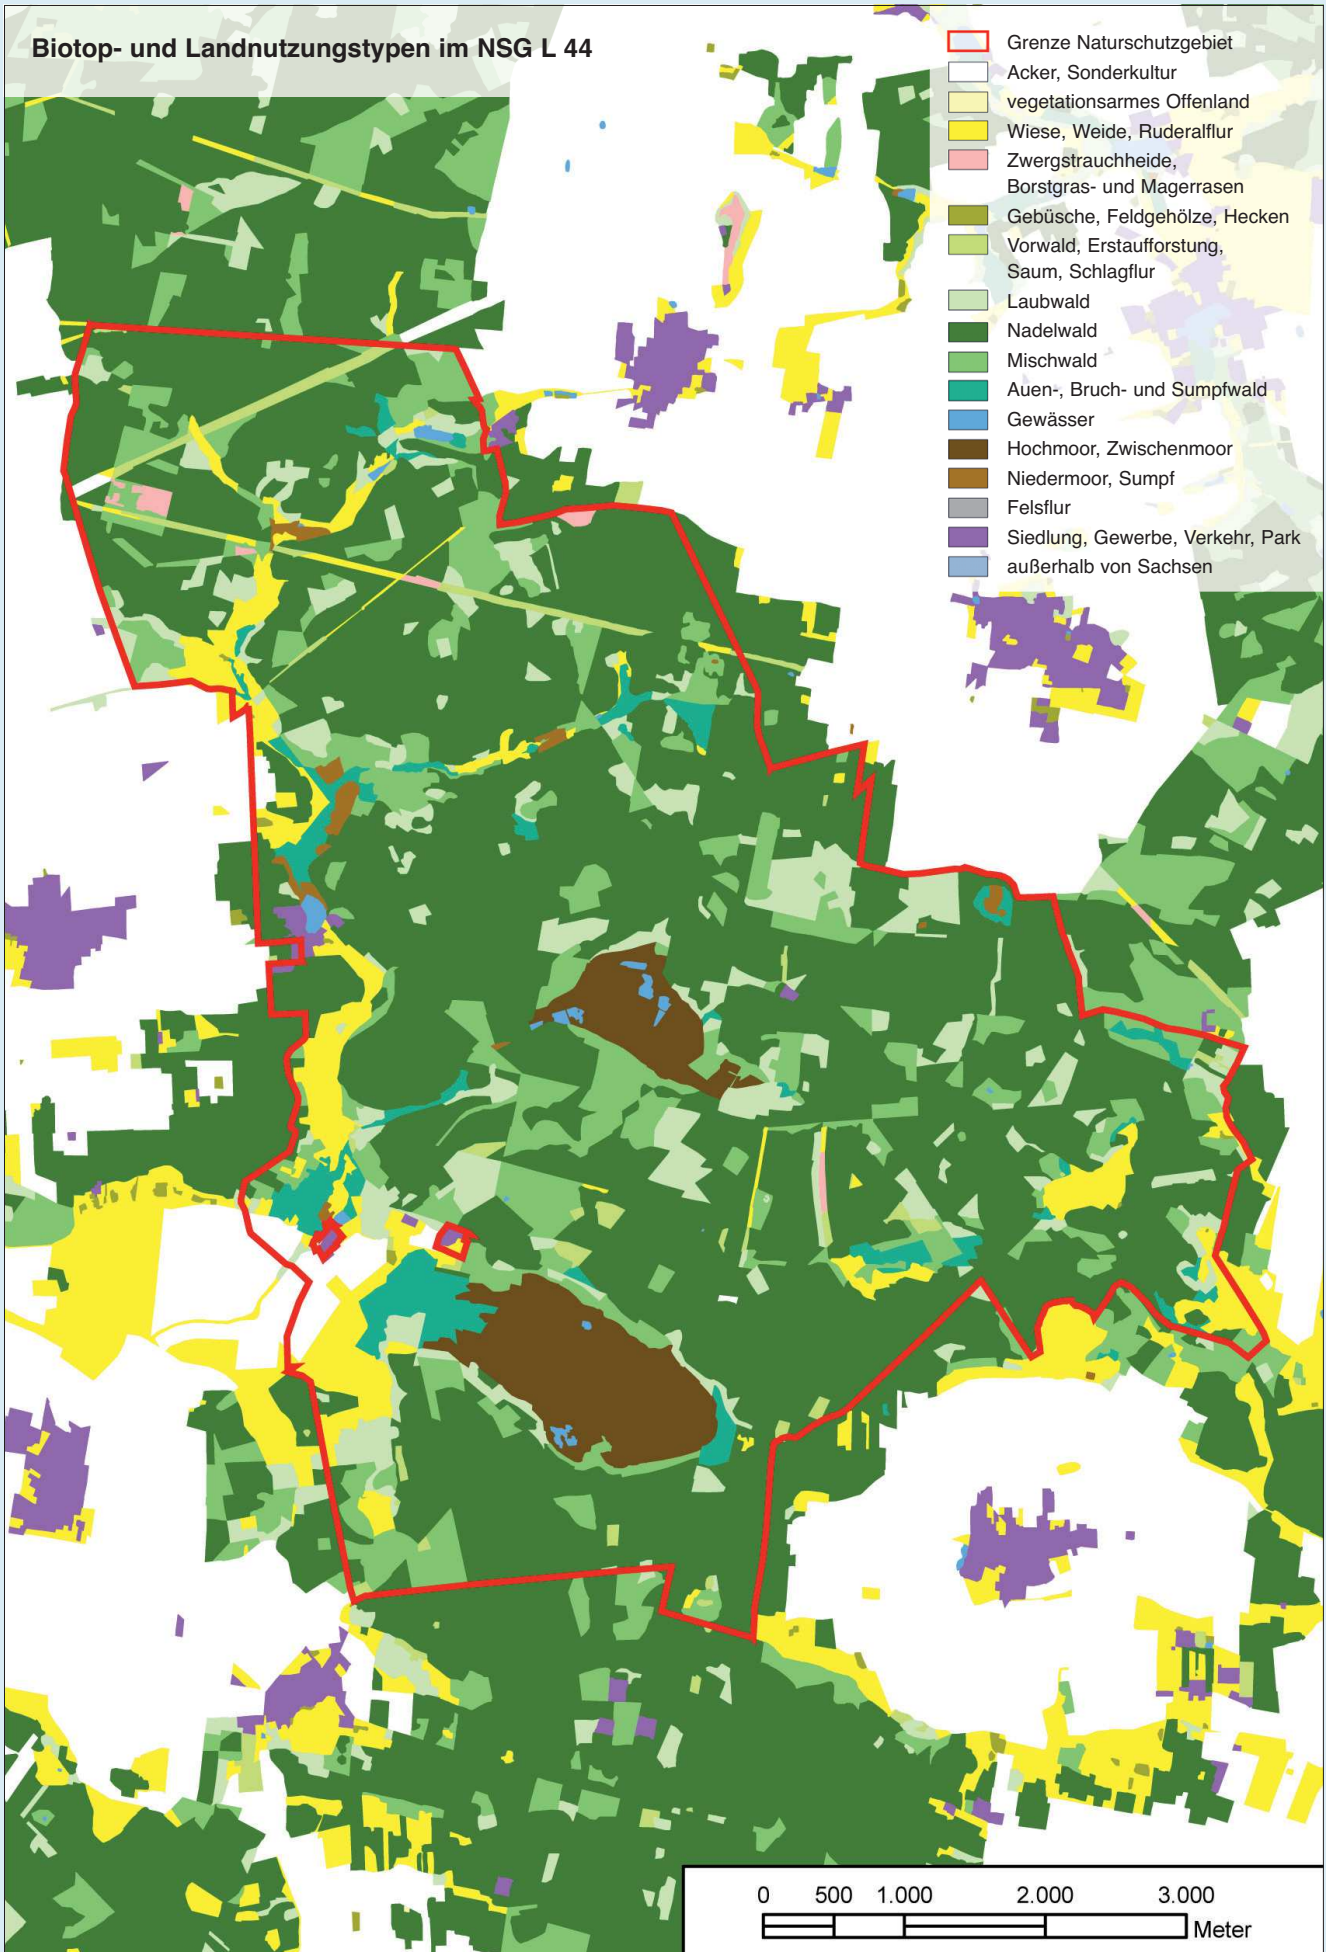 Biotop- und Landnutzungstypen im NSG L 44
Grenze Naturschutzgebiet
Acker, Sonderkultur
vegetationsarmes Offenland
Wiese, Weide, Ruderalflur
Zwergstrauchheide,
Borstgras- und Magerrasen
Gebüsche, Feldgehölze, Hecken
Vorwald, Erstaufforstung,
Saum, Schlagflur
Laubwald
Nadelwald
Mischwald
Auen-, Bruch- und Sumpfwald
Gewässer
Hochmoor, Zwischenmoor
Niedermoor, Sumpf
Felsflur
Siedlung, Gewerbe, Verkehr, Park
außerhalb von Sachsen
0 500 1.000 2.000 3.000
Meter